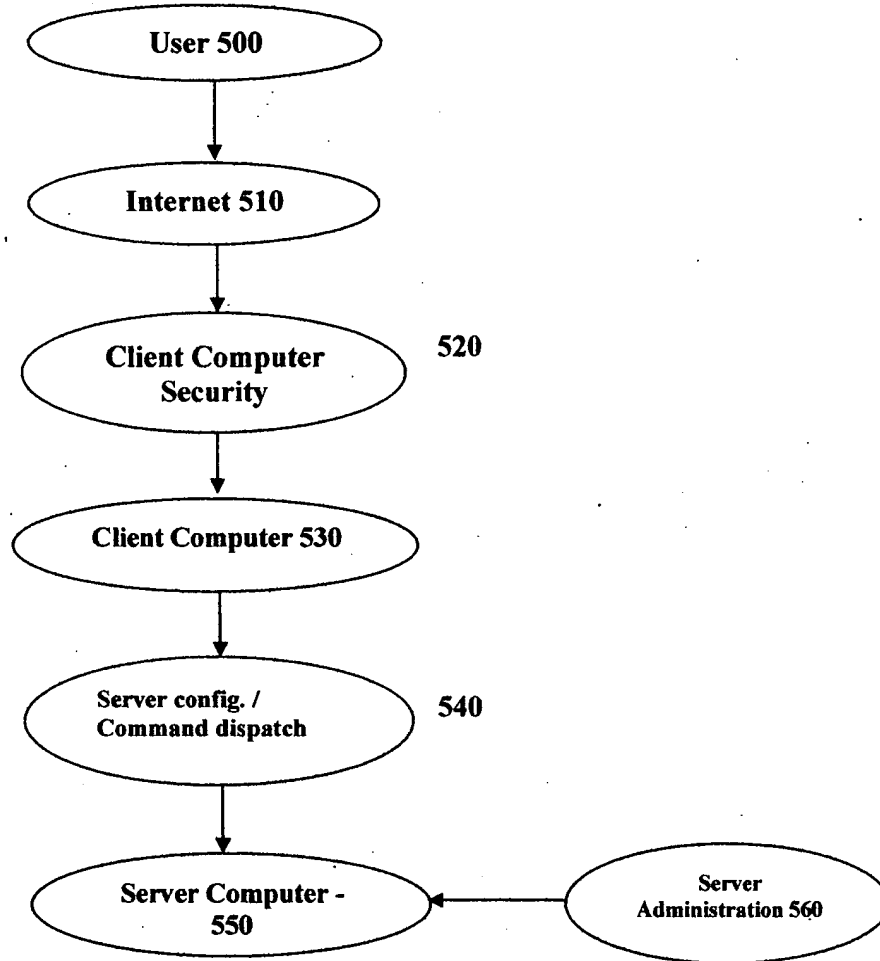 User 500
Internet 510
Client Computer
Security
520
Client Computer 530
Server config. /
Command dispatch
540
Server Computer -
550
Server
Administration 560